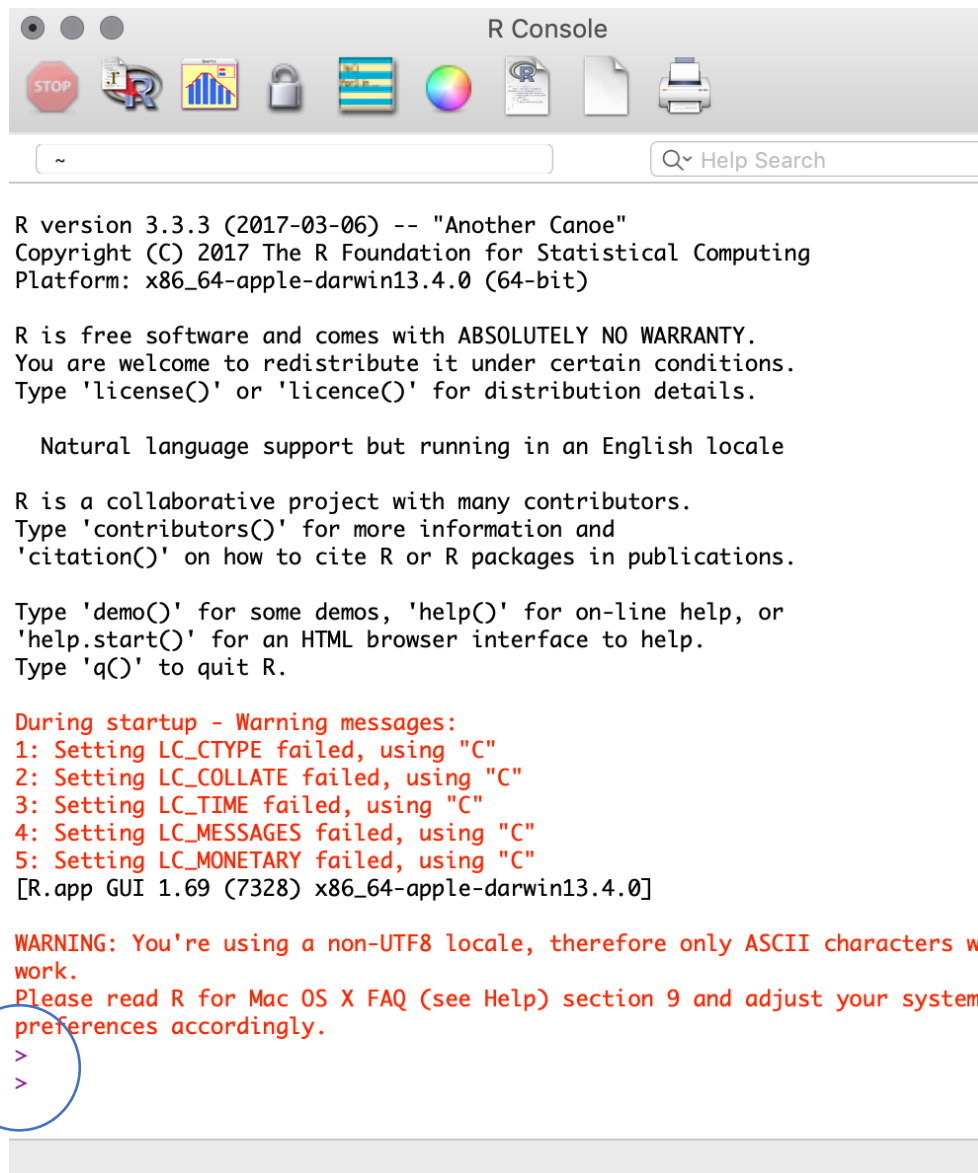 R Console
STOP
~
Help Search
R version 3.3.3 (2017-03-06) -- "Another Canoe"
Copyright (C) 2017 The R Foundation for Statistical Computing
Platform: x86_64-apple-darwin13.4.0 (64-bit)
R is free software and comes with ABSOLUTELY NO WARRANTY.
You are welcome to redistribute it under certain conditions.
Type 'license()' or 'licence()' for distribution details.
Natural language support but running in an English locale
R is a collaborative project with many contributors.
Type 'contributors()' for more information and
'citation()' on how to cite R or R packages in publications.
Type 'demo()' for some demos, 'help()' for on-line help, or
'help.start()' for an HTML browser interface to help.
Type 'q()' to quit R.
During startup - Warning messages:
1: Setting LC_CTYPE failed, using "C"
2: Setting LC_COLLATE failed, using "C"
3: Setting LC_TIME failed, using "C"
4: Setting LC_MESSAGES failed, using "C"
5: Setting LC_MONETARY failed, using "C"
[R.app GUI 1.69 (7328) x86_64-apple-darwin13.4.0]
WARNING: You're using a non-UTF8 locale, therefore only ASCII characters
work.
Please read R for Mac OS X FAQ (see Help) section 9 and adjust your system
preferences accordingly.
>
>